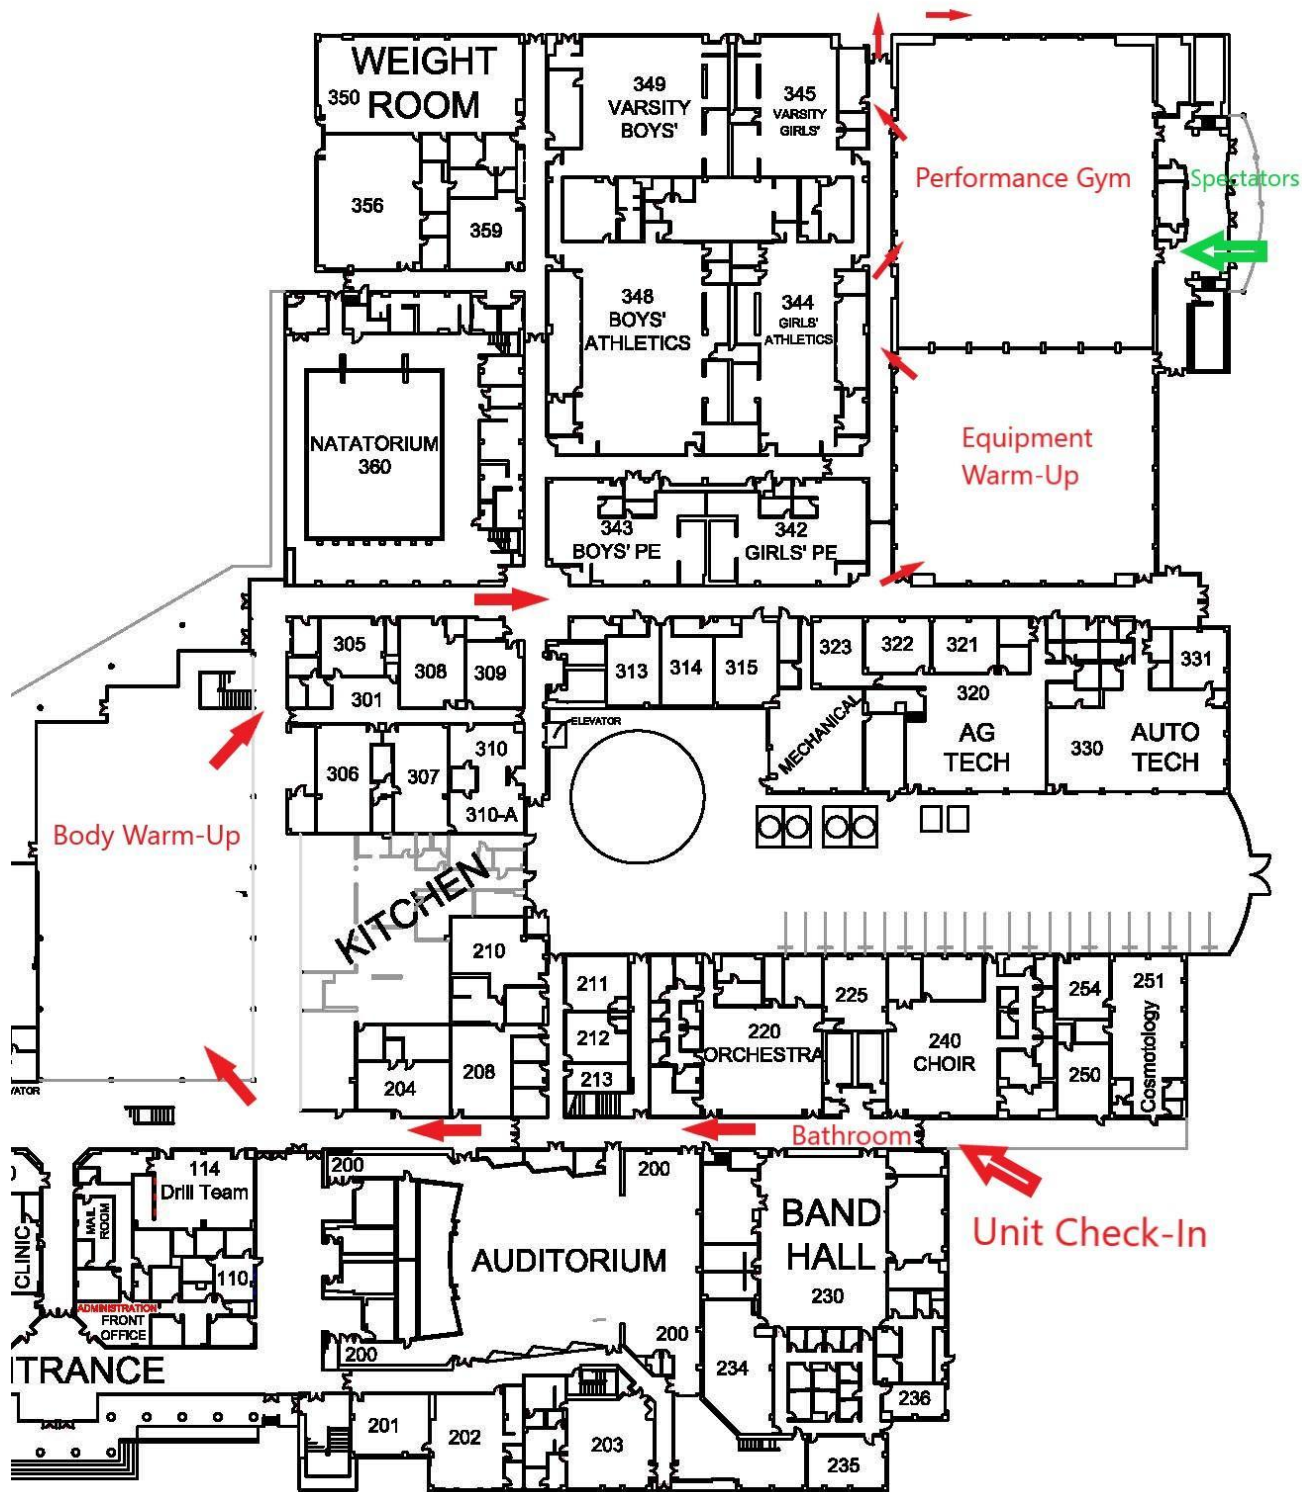 WEIGHT
350 ROOM
349
VARSITY
BOYS'
345
VARSITY
GIRLS'
Performance Gym
Spectators
356
359
348
BOYS'
ATHLETICS
344
GIRLS'
ATHLETICS
NATATORIUM
360
Equipment
Warm-Up
343
BOYS' PE
342
GIRLS' PE
305
308
309
301
313
314
315
323
322
321
331
320
AG
TECH
330
AUTO
TECH
MECHANICAL
ELEVATOR
306
307
310
310-A
Body Warm-Up
KITCHEN
210
211
212
213
208
204
220
ORCHESTRA
225
240
CHOIR
254
250
251
Cosmotology
VATOR
Bathroom
Unit Check-In
114
Drill Team
MAIL
ROOM
CLINIC
110
ADMINISTRATION
FRONT
OFFICE
NTRANCE
200
200
AUDITORIUM
200
200
BAND
HALL
230
234
236
235
201
202
203